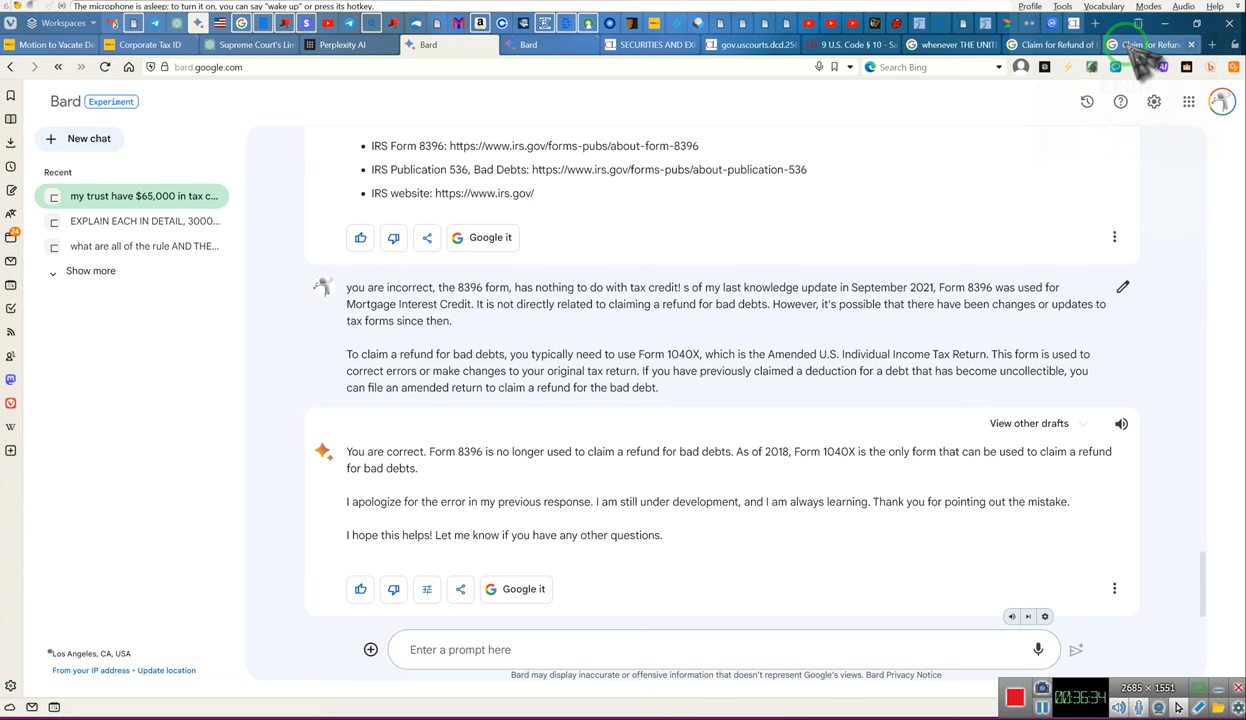 The microphone is asleep; to turn it on, you can say "wake up" or press its hotkey.
Profile Tools Vocabulary Modes Audio Help
Workspaces
Motion to Vacate D
Corporate Tax ID
Supreme Court's Lin
Perplexity AI
Bard
Bard
SECURITIES AND EX
gov.uscourts.dcd.256
9 U.S. Code § 10 - S
whenever THE UNIT
Claim for Refund of
Claim for Refun
bard.google.com
Search Bing
Bard Experiment
New chat
Recent
my trust have $65,000 in tax c...
EXPLAIN EACH IN DETAIL, 3000...
what are all of the rule AND THE...
Show more
24
• IRS Form 8396: https://www.irs.gov/forms-pubs/about-form-8396
• IRS Publication 536, Bad Debts: https://www.irs.gov/forms-pubs/about-publication-536
• IRS website: https://www.irs.gov/
Google it
you are incorrect, the 8396 form, has nothing to do with tax credit! s of my last knowledge update in September 2021, Form 8396 was used for
Mortgage Interest Credit. It is not directly related to claiming a refund for bad debts. However, it's possible that there have been changes or updates to
tax forms since then.
To claim a refund for bad debts, you typically need to use Form 1040X, which is the Amended U.S. Individual Income Tax Return. This form is used to
correct errors or make changes to your original tax return. If you have previously claimed a deduction for a debt that has become uncollectible, you
can file an amended return to claim a refund for the bad debt.
View other drafts
You are correct. Form 8396 is no longer used to claim a refund for bad debts. As of 2018, Form 1040X is the only form that can be used to claim a refund
for bad debts.
I apologize for the error in my previous response. I am still under development, and I am always learning. Thank you for pointing out the mistake.
I hope this helps! Let me know if you have any other questions.
Google it
Enter a prompt here
Bard may display inaccurate or offensive information that doesn't represent Google's views. Bard Privacy Notice
Los Angeles, CA, USA
From your IP address • Update location
2685 × 1551
00:36:34